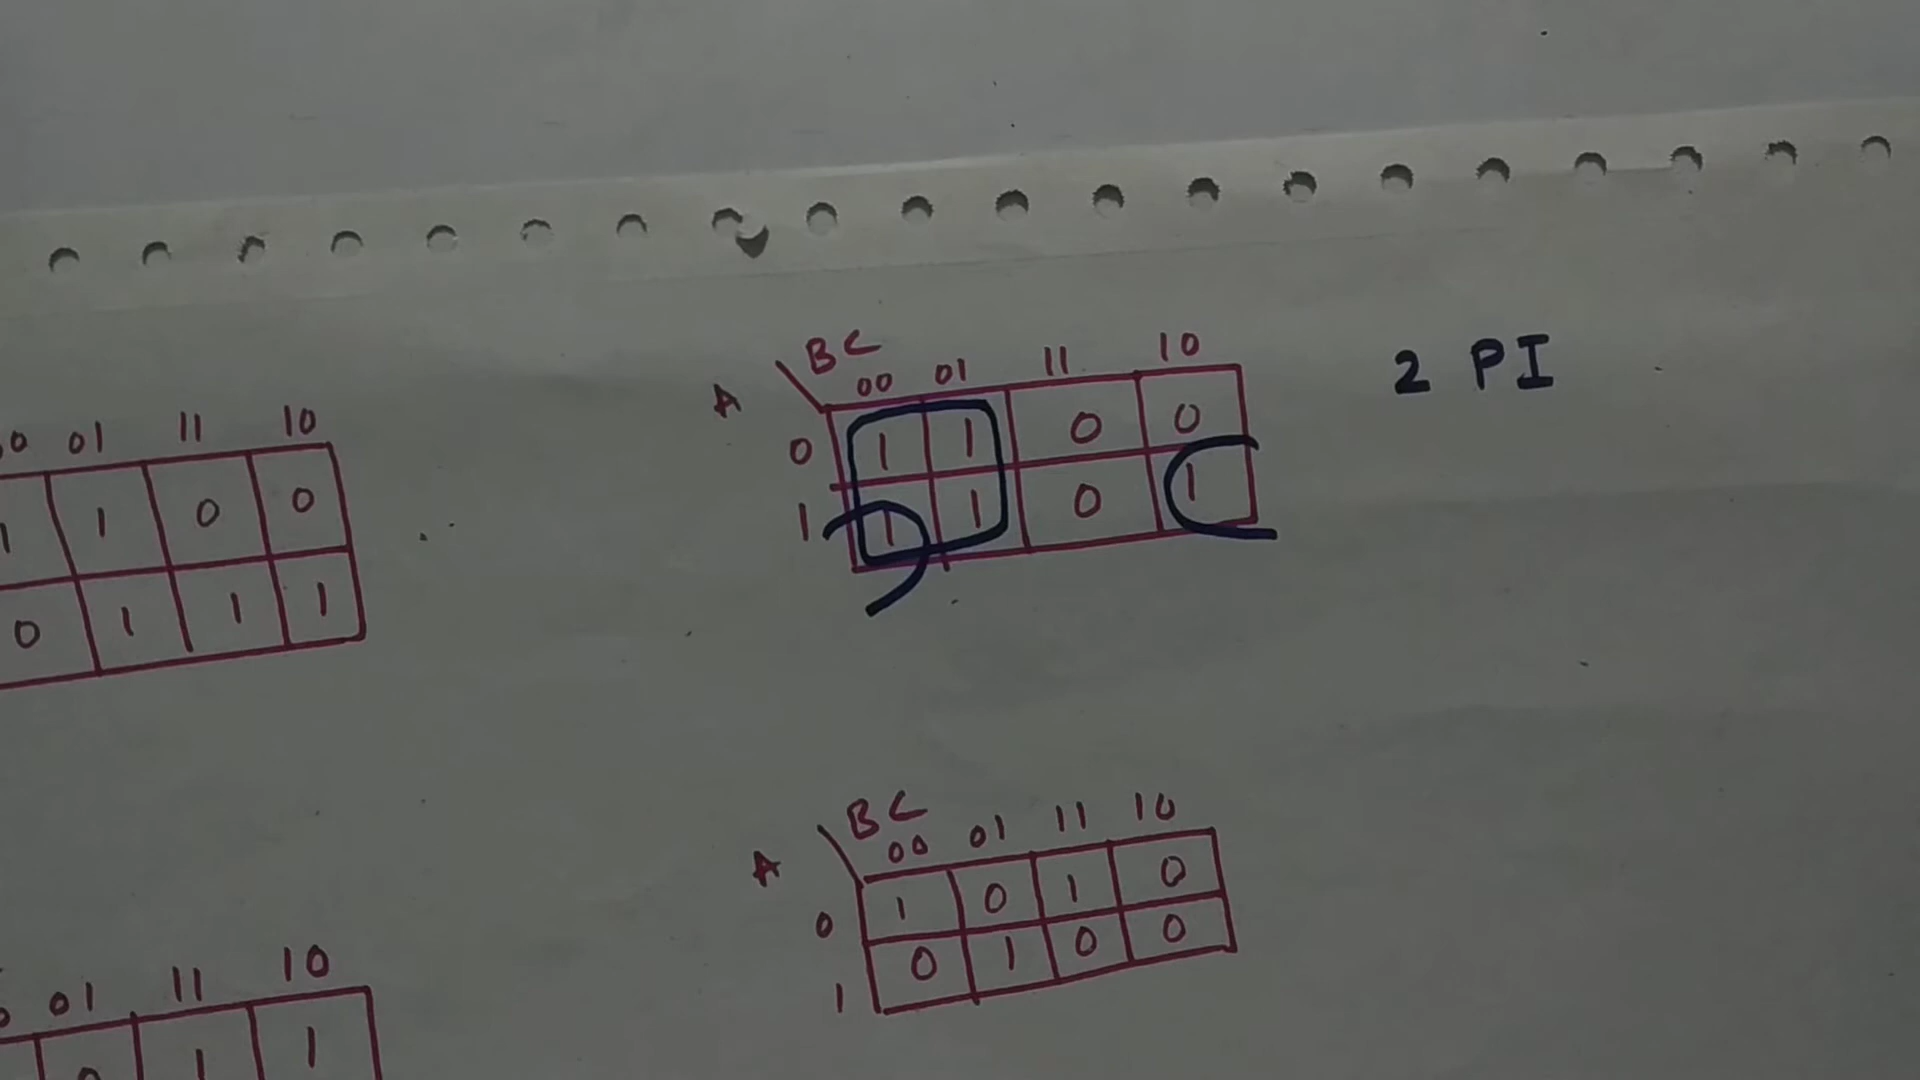 BC
A 00 01 11 10
0 1 1 0 0
1 1 1 0 1
2 PI
01 11 10
1 1 0 0
0 1 1 1
BC
A 00 01 11 10
0 1 0 1 0
1 0 1 0 0
01 11 10
0 1 1